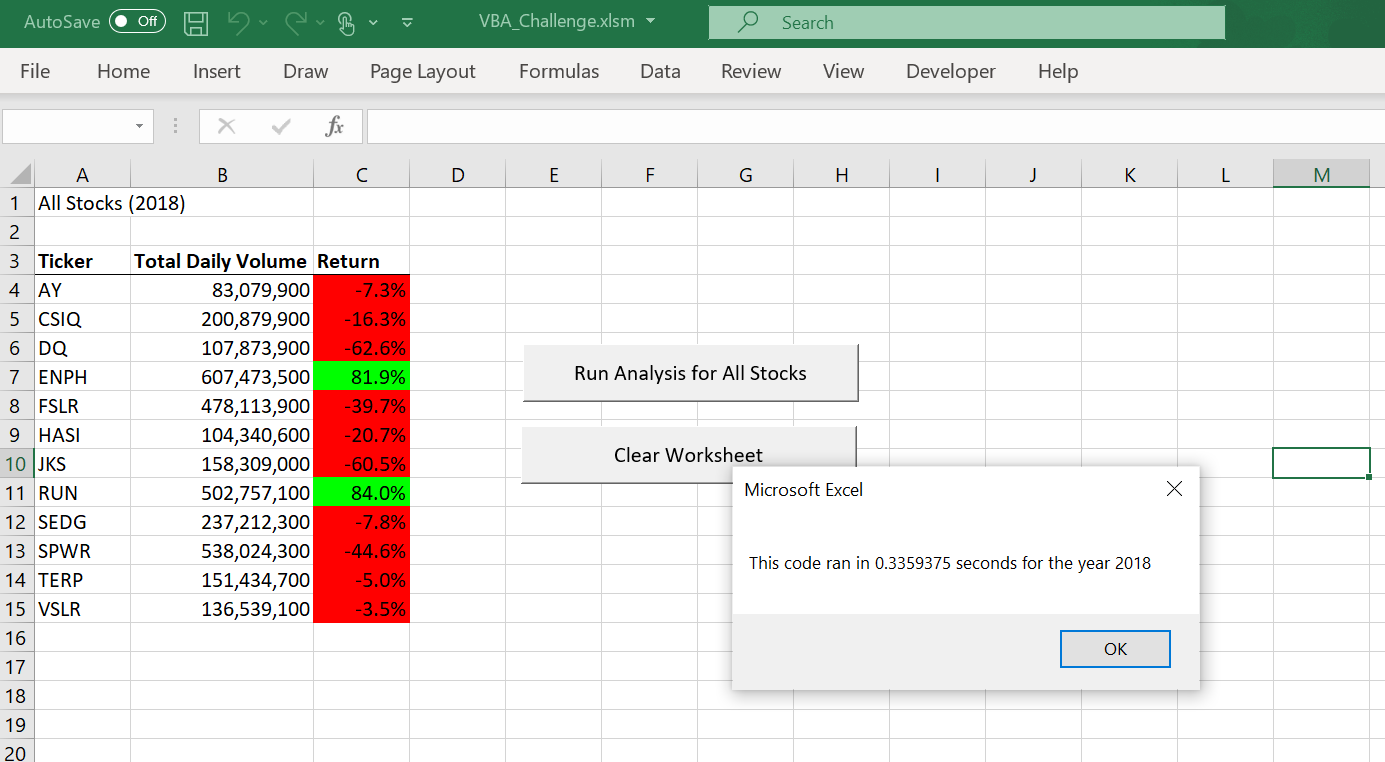 AutoSave Off VBA_Challenge.xlsm Search
File Home Insert Draw Page Layout Formulas Data Review View Developer Help
fx
A B C D E F G H I J K L M
1 All Stocks (2018)
2
3 Ticker Total Daily Volume Return
4 AY 83,079,900 -7.3%
5 CSIQ 200,879,900 -16.3%
6 DQ 107,873,900 -62.6%
7 ENPH 607,473,500 81.9%
8 FSLR 478,113,900 -39.7%
9 HASI 104,340,600 -20.7%
10 JKS 158,309,000 -60.5%
11 RUN 502,757,100 84.0%
12 SEDG 237,212,300 -7.8%
13 SPWR 538,024,300 -44.6%
14 TERP 151,434,700 -5.0%
15 VSLR 136,539,100 -3.5%
16
17
18
19
20
Run Analysis for All Stocks
Clear Worksheet
Microsoft Excel
This code ran in 0.3359375 seconds for the year 2018
OK